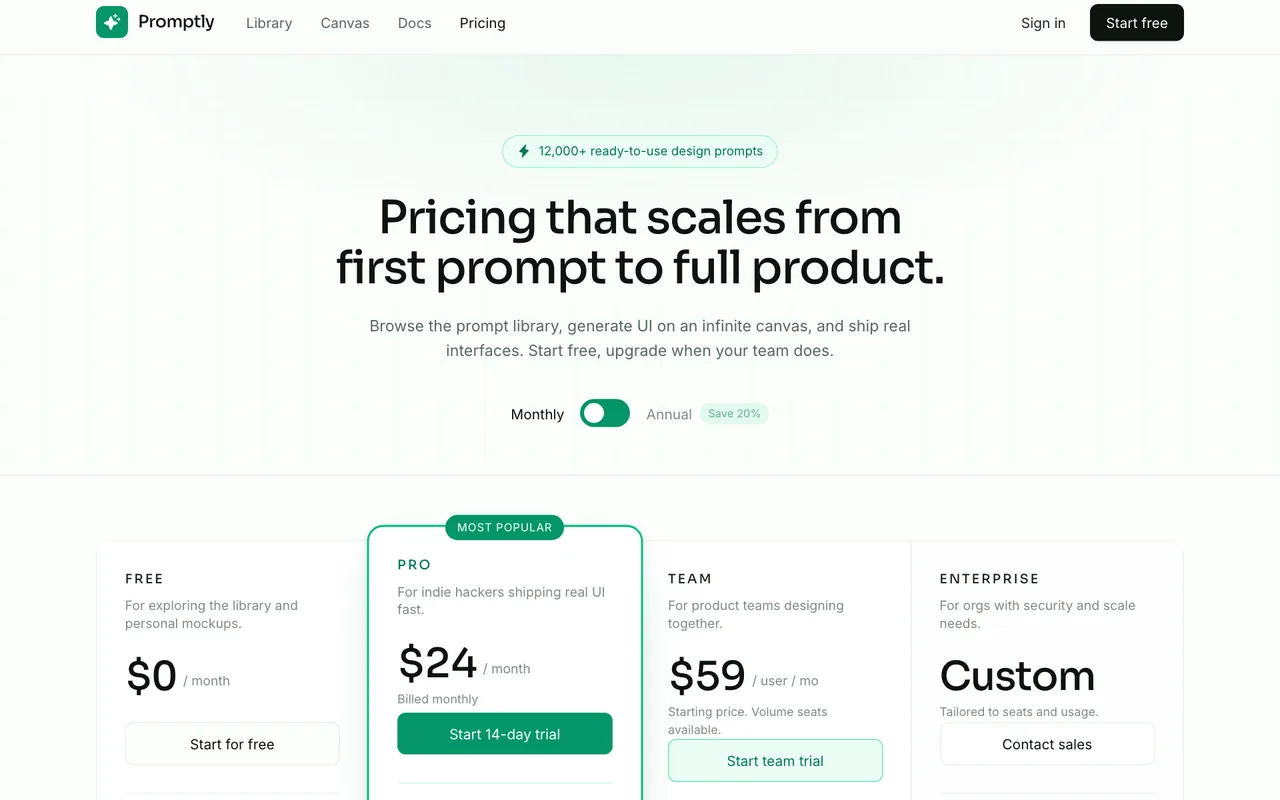 Promptly
Library
Canvas
Docs
Pricing
Sign in
Start free
12,000+ ready-to-use design prompts
Pricing that scales from
first prompt to full product.
Browse the prompt library, generate UI on an infinite canvas, and ship real
interfaces. Start free, upgrade when your team does.
Monthly
Annual
Save 20%
FREE
For exploring the library and
personal mockups.
$0 / month
Start for free
MOST POPULAR
PRO
For indie hackers shipping real UI
fast.
$24 / month
Billed monthly
Start 14-day trial
TEAM
For product teams designing
together.
$59 / user / mo
Starting price. Volume seats
available.
Start team trial
ENTERPRISE
For orgs with security and scale
needs.
Custom
Tailored to seats and usage.
Contact sales